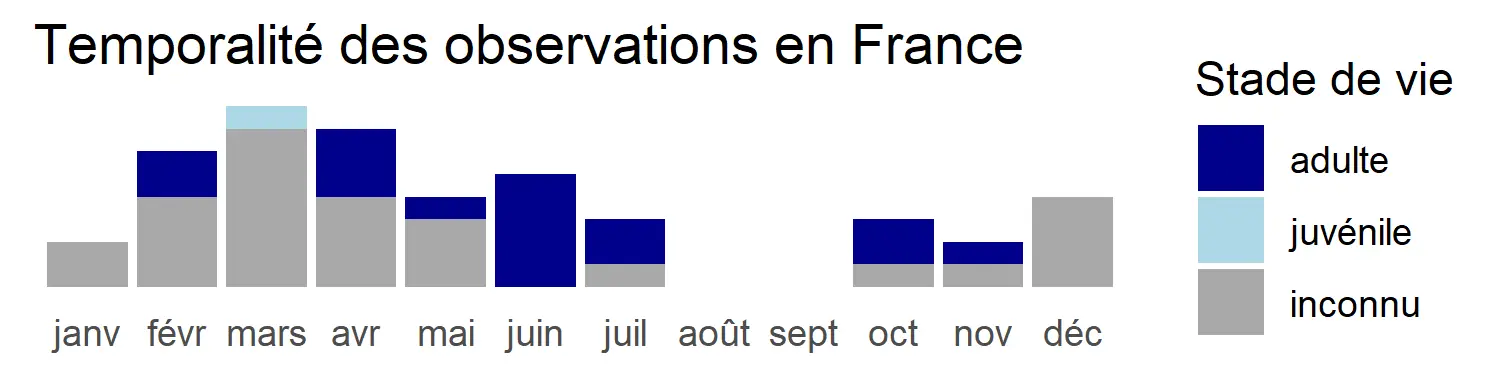 Temporalité des observations en France
Stade de vie
adulte
juvénile
inconnu
janv févr mars avr mai juin juil août sept oct nov déc